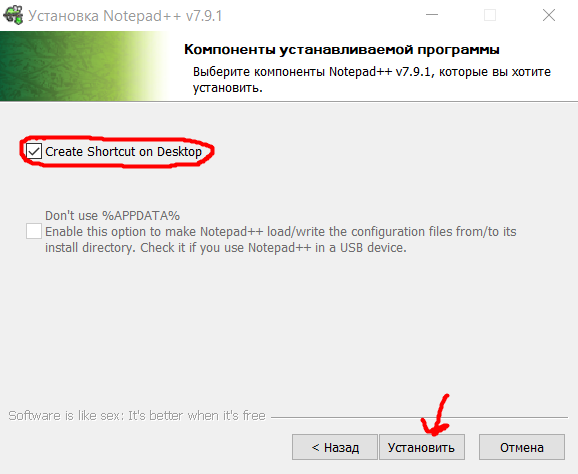 Установка Notepad++ v7.9.1
Компоненты устанавливаемой программы
Выберите компоненты Notepad++ v7.9.1, которые вы хотите
установить.
Create Shortcut on Desktop
Don't use %APPDATA%
Enable this option to make Notepad++ load/write the configuration files from/to its
install directory. Check it if you use Notepad++ in a USB device.
Software is like sex: It's better when it's free
< Назад
Установить
Отмена